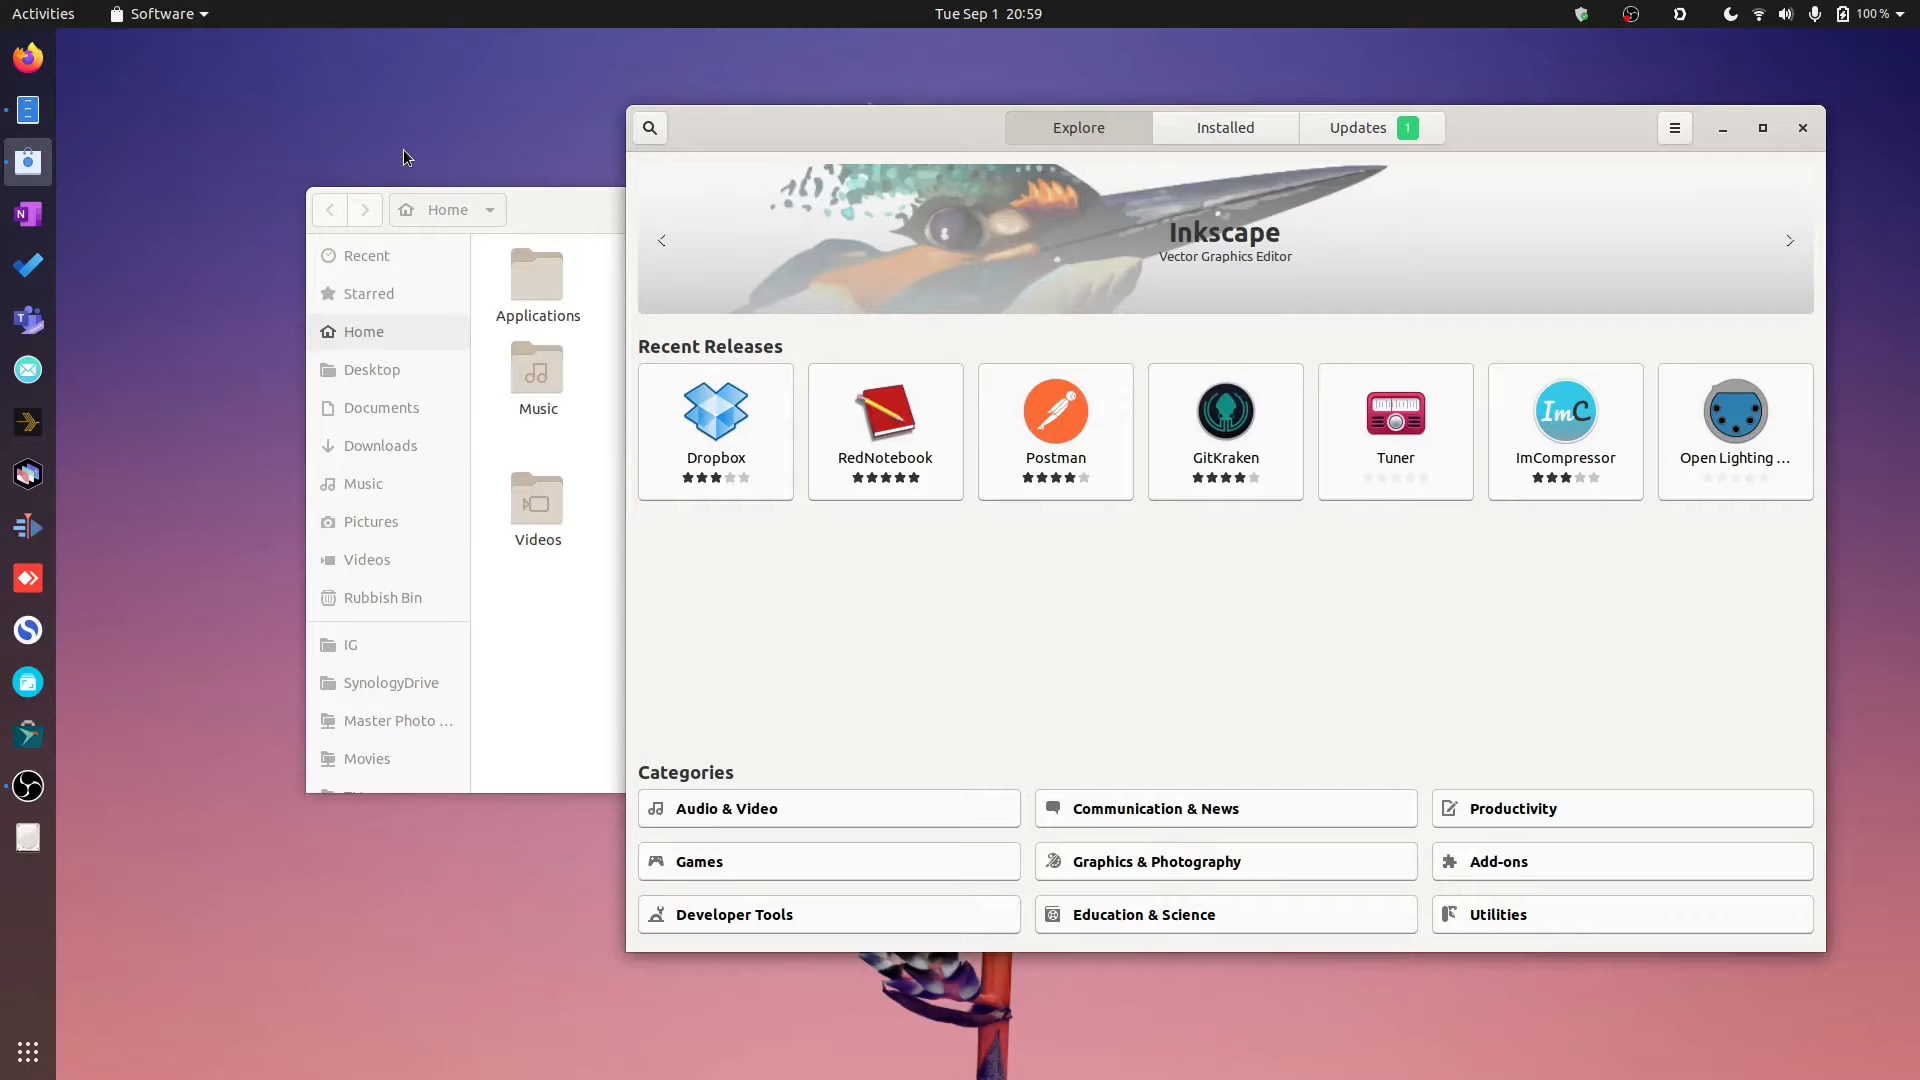 Activities
Software
Tue Sep 1 20:59
100 %
Home
Recent
Starred
Home
Desktop
Documents
Downloads
Music
Pictures
Videos
Rubbish Bin
IG
SynologyDrive
Master Photo ...
Movies
Applications
Music
Videos
Explore
Installed
Updates 1
Inkscape
Vector Graphics Editor
Recent Releases
Dropbox
RedNotebook
Postman
GitKraken
Tuner
ImC
ImCompressor
Open Lighting ...
Categories
Audio & Video
Communication & News
Productivity
Games
Graphics & Photography
Add-ons
Developer Tools
Education & Science
Utilities